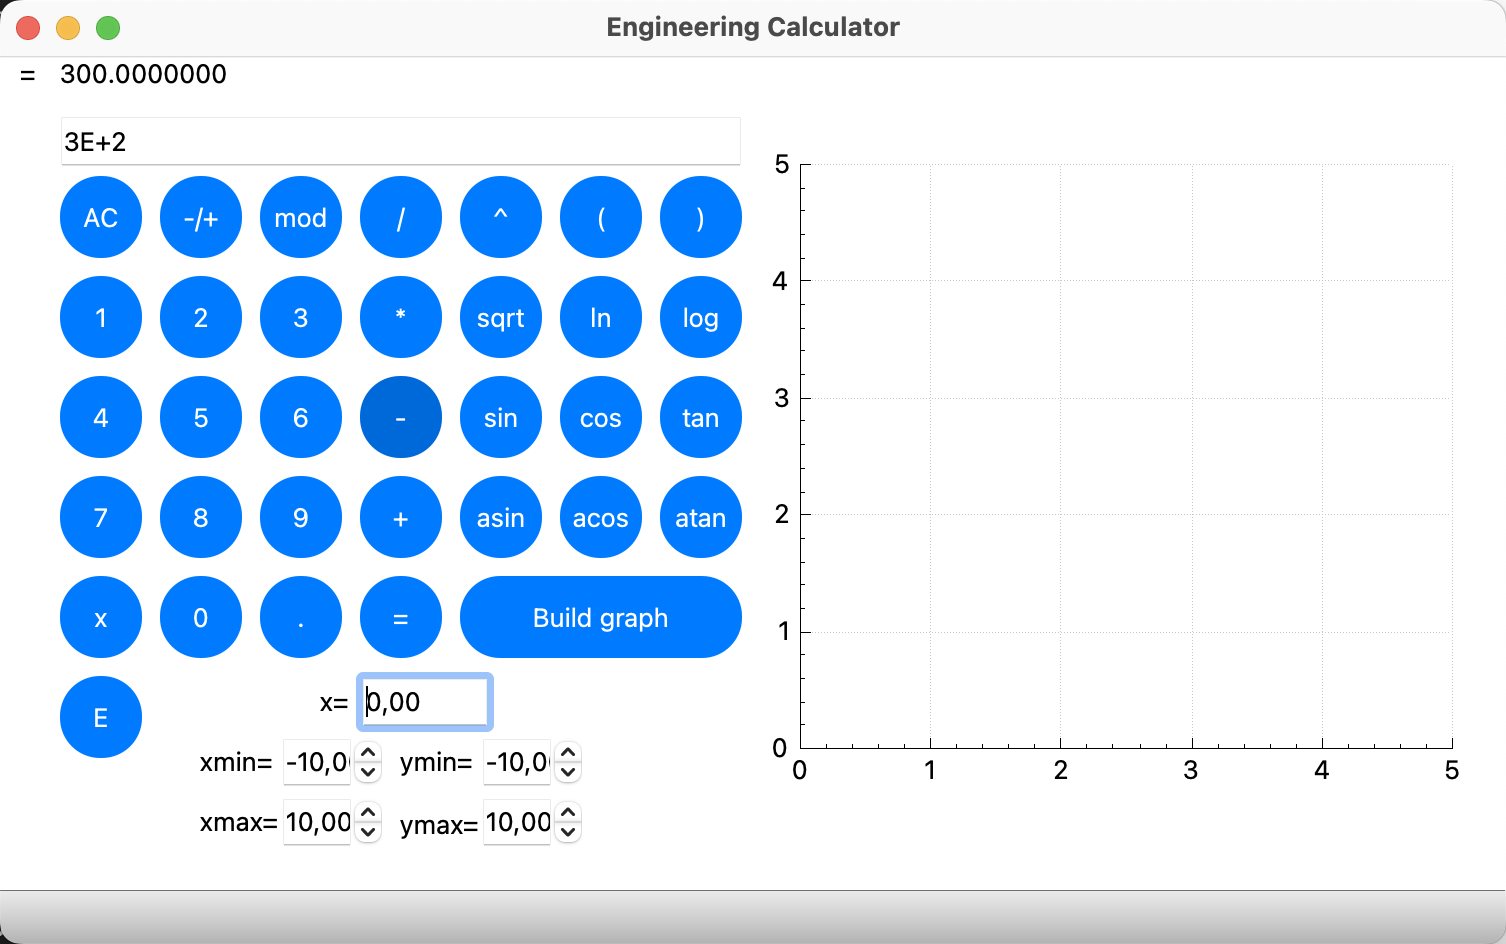 Engineering Calculator
= 300.0000000
3E+2
AC -/+ mod / ^ ( )
1 2 3 * sqrt ln log
4 5 6 - sin cos tan
7 8 9 + asin acos atan
x 0 . = Build graph
E x= 0,00
xmin= -10,0 ymin= -10,0
xmax= 10,00 ymax= 10,00
5
4
3
2
1
0
0 1 2 3 4 5